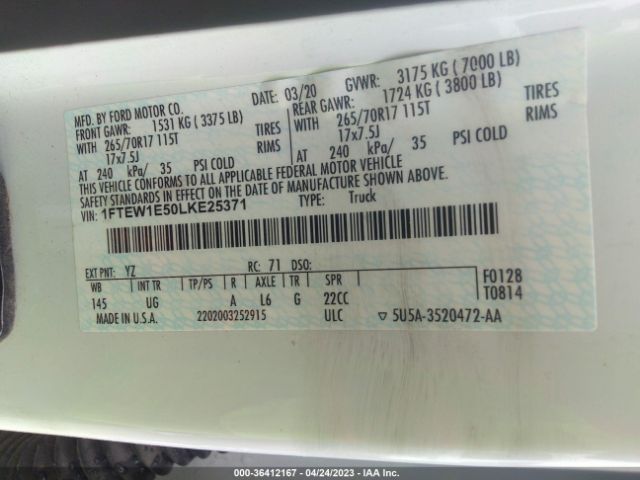 MFD. BY FORD MOTOR CO.
DATE: 03/20 GVWR: 3175 KG ( 7000 LB)
FRONT GAWR: 1531 KG ( 3375 LB) REAR GAWR: 1724 KG ( 3800 LB)
WITH 265/70R17 115T TIRES WITH 265/70R17 115T TIRES
17x7.5J RIMS 17x7.5J RIMS
AT 240 kPa/ 35 PSI COLD AT 240 kPa/ 35 PSI COLD
THIS VEHICLE CONFORMS TO ALL APPLICABLE FEDERAL MOTOR VEHICLE
SAFETY STANDARDS IN EFFECT ON THE DATE OF MANUFACTURE SHOWN ABOVE.
VIN: 1FTEW1E50LKE25371 TYPE: Truck
EXT PNT: YZ RC: 71 DSO:
WB INT TR TP/PS R AXLE TR SPR
145 UG A L6 G 22CC
F0128
T0814
MADE IN U.S.A. 2202003252915 ULC ▽ 5U5A-3520472-AA
000-36412167 - 04/24/2023 - IAA Inc.